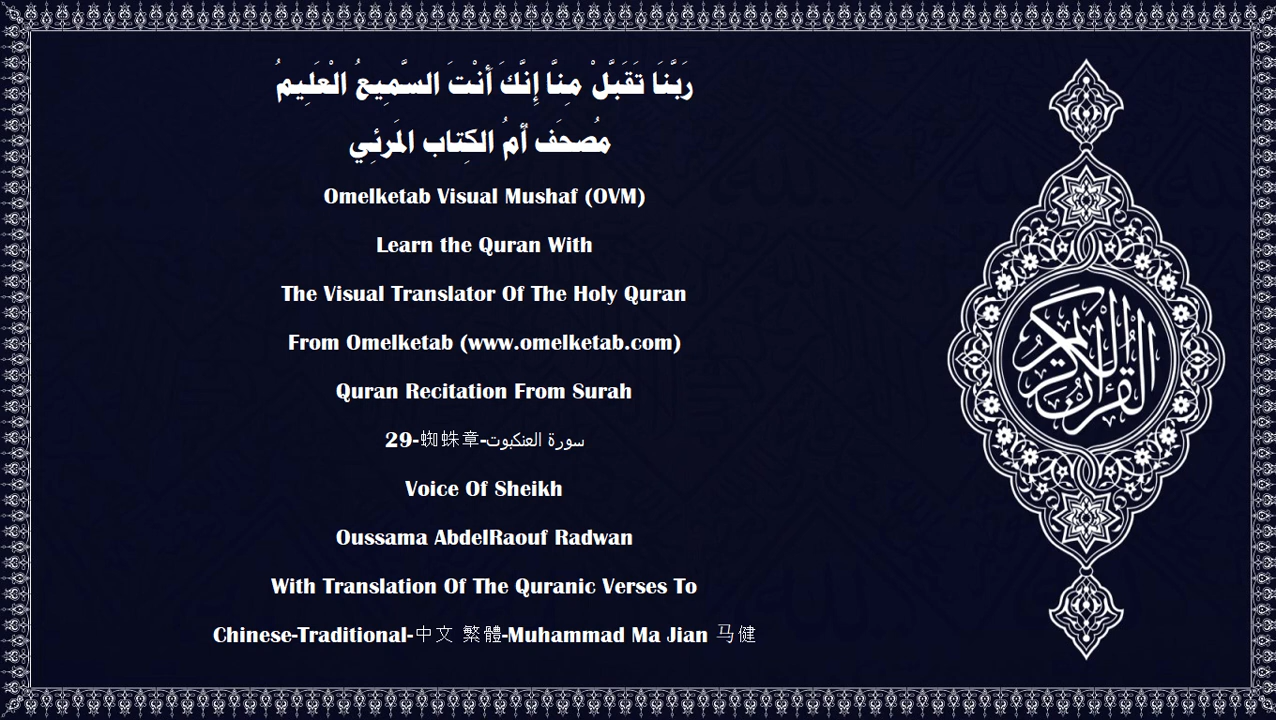 رَبَّنَا تَقَبَّلْ مِنَّا إِنَّكَ أَنْتَ السَّمِيعُ الْعَلِيمُ
مُصحَف أمُ الكِتاب المَرئِي
Omelketab Visual Mushaf (OVM)
Learn the Quran With
The Visual Translator Of The Holy Quran
From Omelketab (www.omelketab.com)
Quran Recitation From Surah
29-蜘蛛章-سورة العنكبوت
Voice Of Sheikh
Oussama AbdelRaouf Radwan
With Translation Of The Quranic Verses To
Chinese-Traditional-中文 繁體-Muhammad Ma Jian 马健
القرآن الكريم